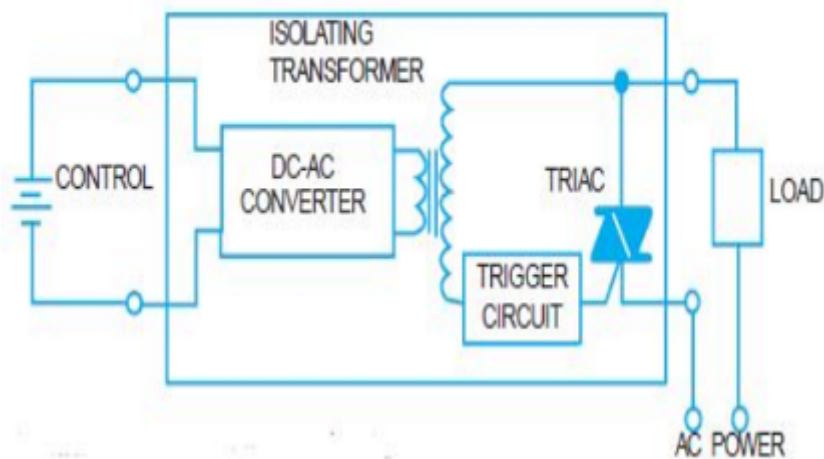 ISOLATING
TRANSFORMER
CONTROL
DC-AC
CONVERTER
TRIAC
LOAD
TRIGGER
CIRCUIT
AC POWER